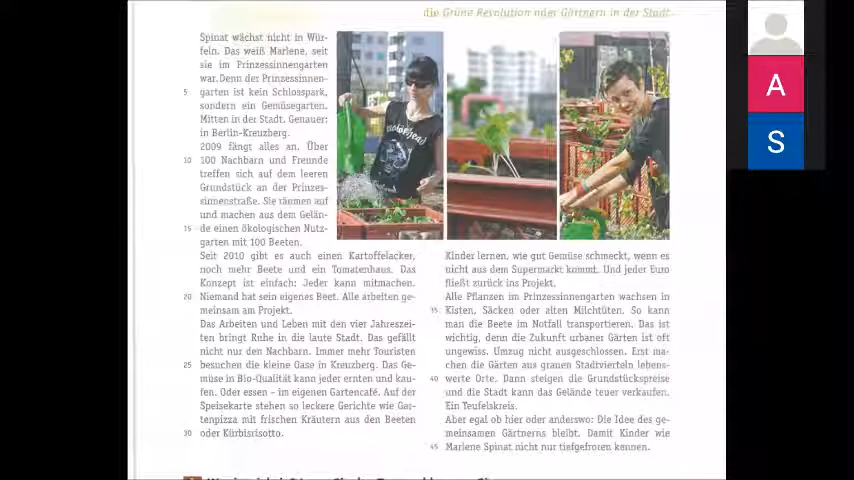 die Grüne Revolution oder Gärtnern in der Stadt
Spinat wächst nicht in Wür-
feln. Das weiß Marlene, seit
sie im Prinzessinnengarten
war. Denn der Prinzessinnen-
5 garten ist kein Schlosspark,
sondern ein Gemüsegarten.
Mitten in der Stadt. Genauer:
in Berlin-Kreuzberg.
2009 fängt alles an. Über
10 100 Nachbarn und Freunde
treffen sich auf dem leeren
Grundstück an der Prinzes-
sinnenstraße. Sie räumen auf
und machen aus dem Gelän-
15 de einen ökologischen Nutz-
garten mit 100 Beeten.
Seit 2010 gibt es auch einen Kartoffelacker,
noch mehr Beete und ein Tomatenhaus. Das
Konzept ist einfach: Jeder kann mitmachen.
20 Niemand hat sein eigenes Beet. Alle arbeiten ge-
meinsam am Projekt.
Das Arbeiten und Leben mit den vier Jahreszei-
ten bringt Ruhe in die laute Stadt. Das gefällt
nicht nur den Nachbarn. Immer mehr Touristen
25 besuchen die kleine Oase in Kreuzberg. Das Ge-
müse in Bio-Qualität kann jeder ernten und kau-
fen. Oder essen – im eigenen Gartencafé. Auf der
Speisekarte stehen so leckere Gerichte wie Gar-
tenpizza mit frischen Kräutern aus den Beeten
30 oder Kürbisrisotto.
Kinder lernen, wie gut Gemüse schmeckt, wenn es
nicht aus dem Supermarkt kommt. Und jeder Euro
fließt zurück ins Projekt.
Alle Pflanzen im Prinzessinnengarten wachsen in
35 Kisten, Säcken oder alten Milchtüten. So kann
man die Beete im Notfall transportieren. Das ist
wichtig, denn die Zukunft urbaner Gärten ist oft
ungewiss. Umzug nicht ausgeschlossen. Erst ma-
chen die Gärten aus grauen Stadtvierteln lebens-
40 werte Orte. Dann steigen die Grundstückspreise
und die Stadt kann das Gelände teuer verkaufen.
Ein Teufelskreis.
Aber egal ob hier oder anderswo: Die Idee des ge-
meinsamen Gärtnerns bleibt. Damit Kinder wie
45 Marlene Spinat nicht nur tiefgefroren kennen.
A
S